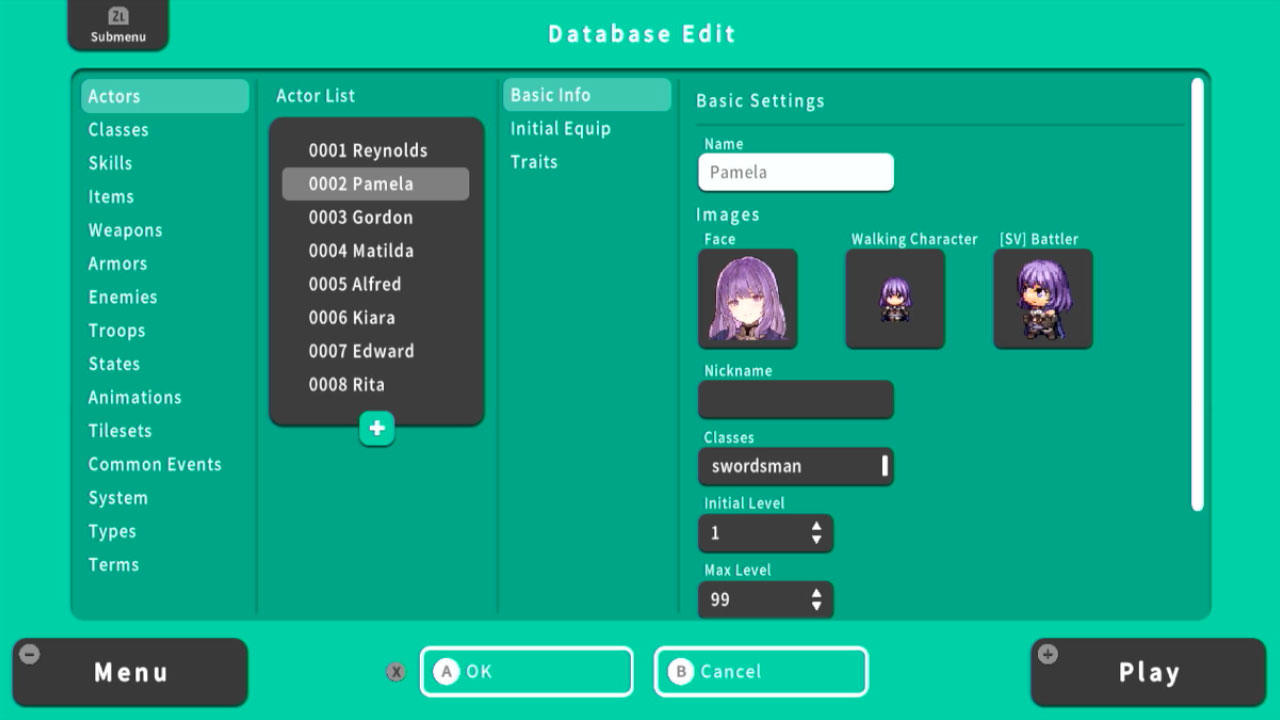 ZL
Submenu
Database Edit
Actors
Classes
Skills
Items
Weapons
Armors
Enemies
Troops
States
Animations
Tilesets
Common Events
System
Types
Terms
Actor List
0001 Reynolds
0002 Pamela
0003 Gordon
0004 Matilda
0005 Alfred
0006 Kiara
0007 Edward
0008 Rita
Basic Info
Initial Equip
Traits
Basic Settings
Name
Pamela
Images
Face
Walking Character
[SV] Battler
Nickname
Classes
swordsman
Initial Level
1
Max Level
99
Menu
X
A OK
B Cancel
Play